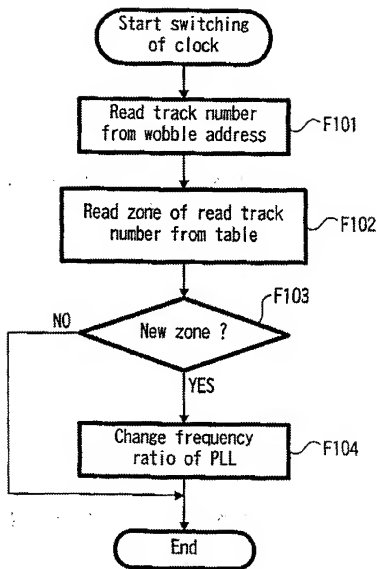 Start switching
of clock
Read track number
from wobble address
F101
Read zone of read track
number from table
F102
F103
New zone ?
NO
YES
Change frequency
ratio of PLL
F104
End